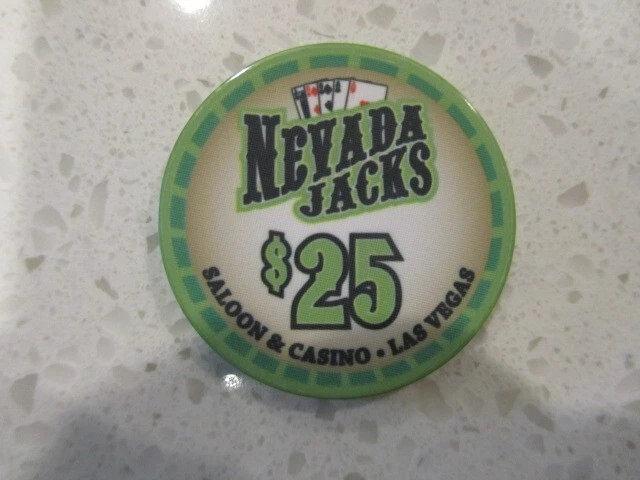 NEVADA
JACKS
$25
SALOON & CASINO • LAS VEGAS